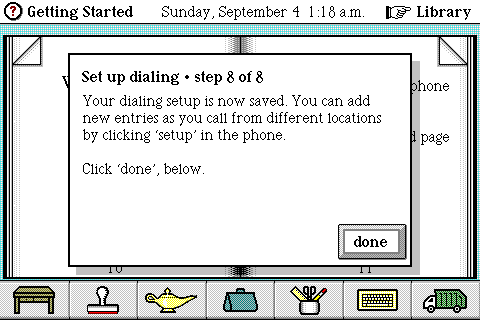 Getting Started
Sunday, September 4 1:18 a.m.
Library
Set up dialing • step 8 of 8
Your dialing setup is now saved. You can add
new entries as you call from different locations
by clicking ‘setup’ in the phone.
Click ‘done’, below.
done
phone
page
10
11